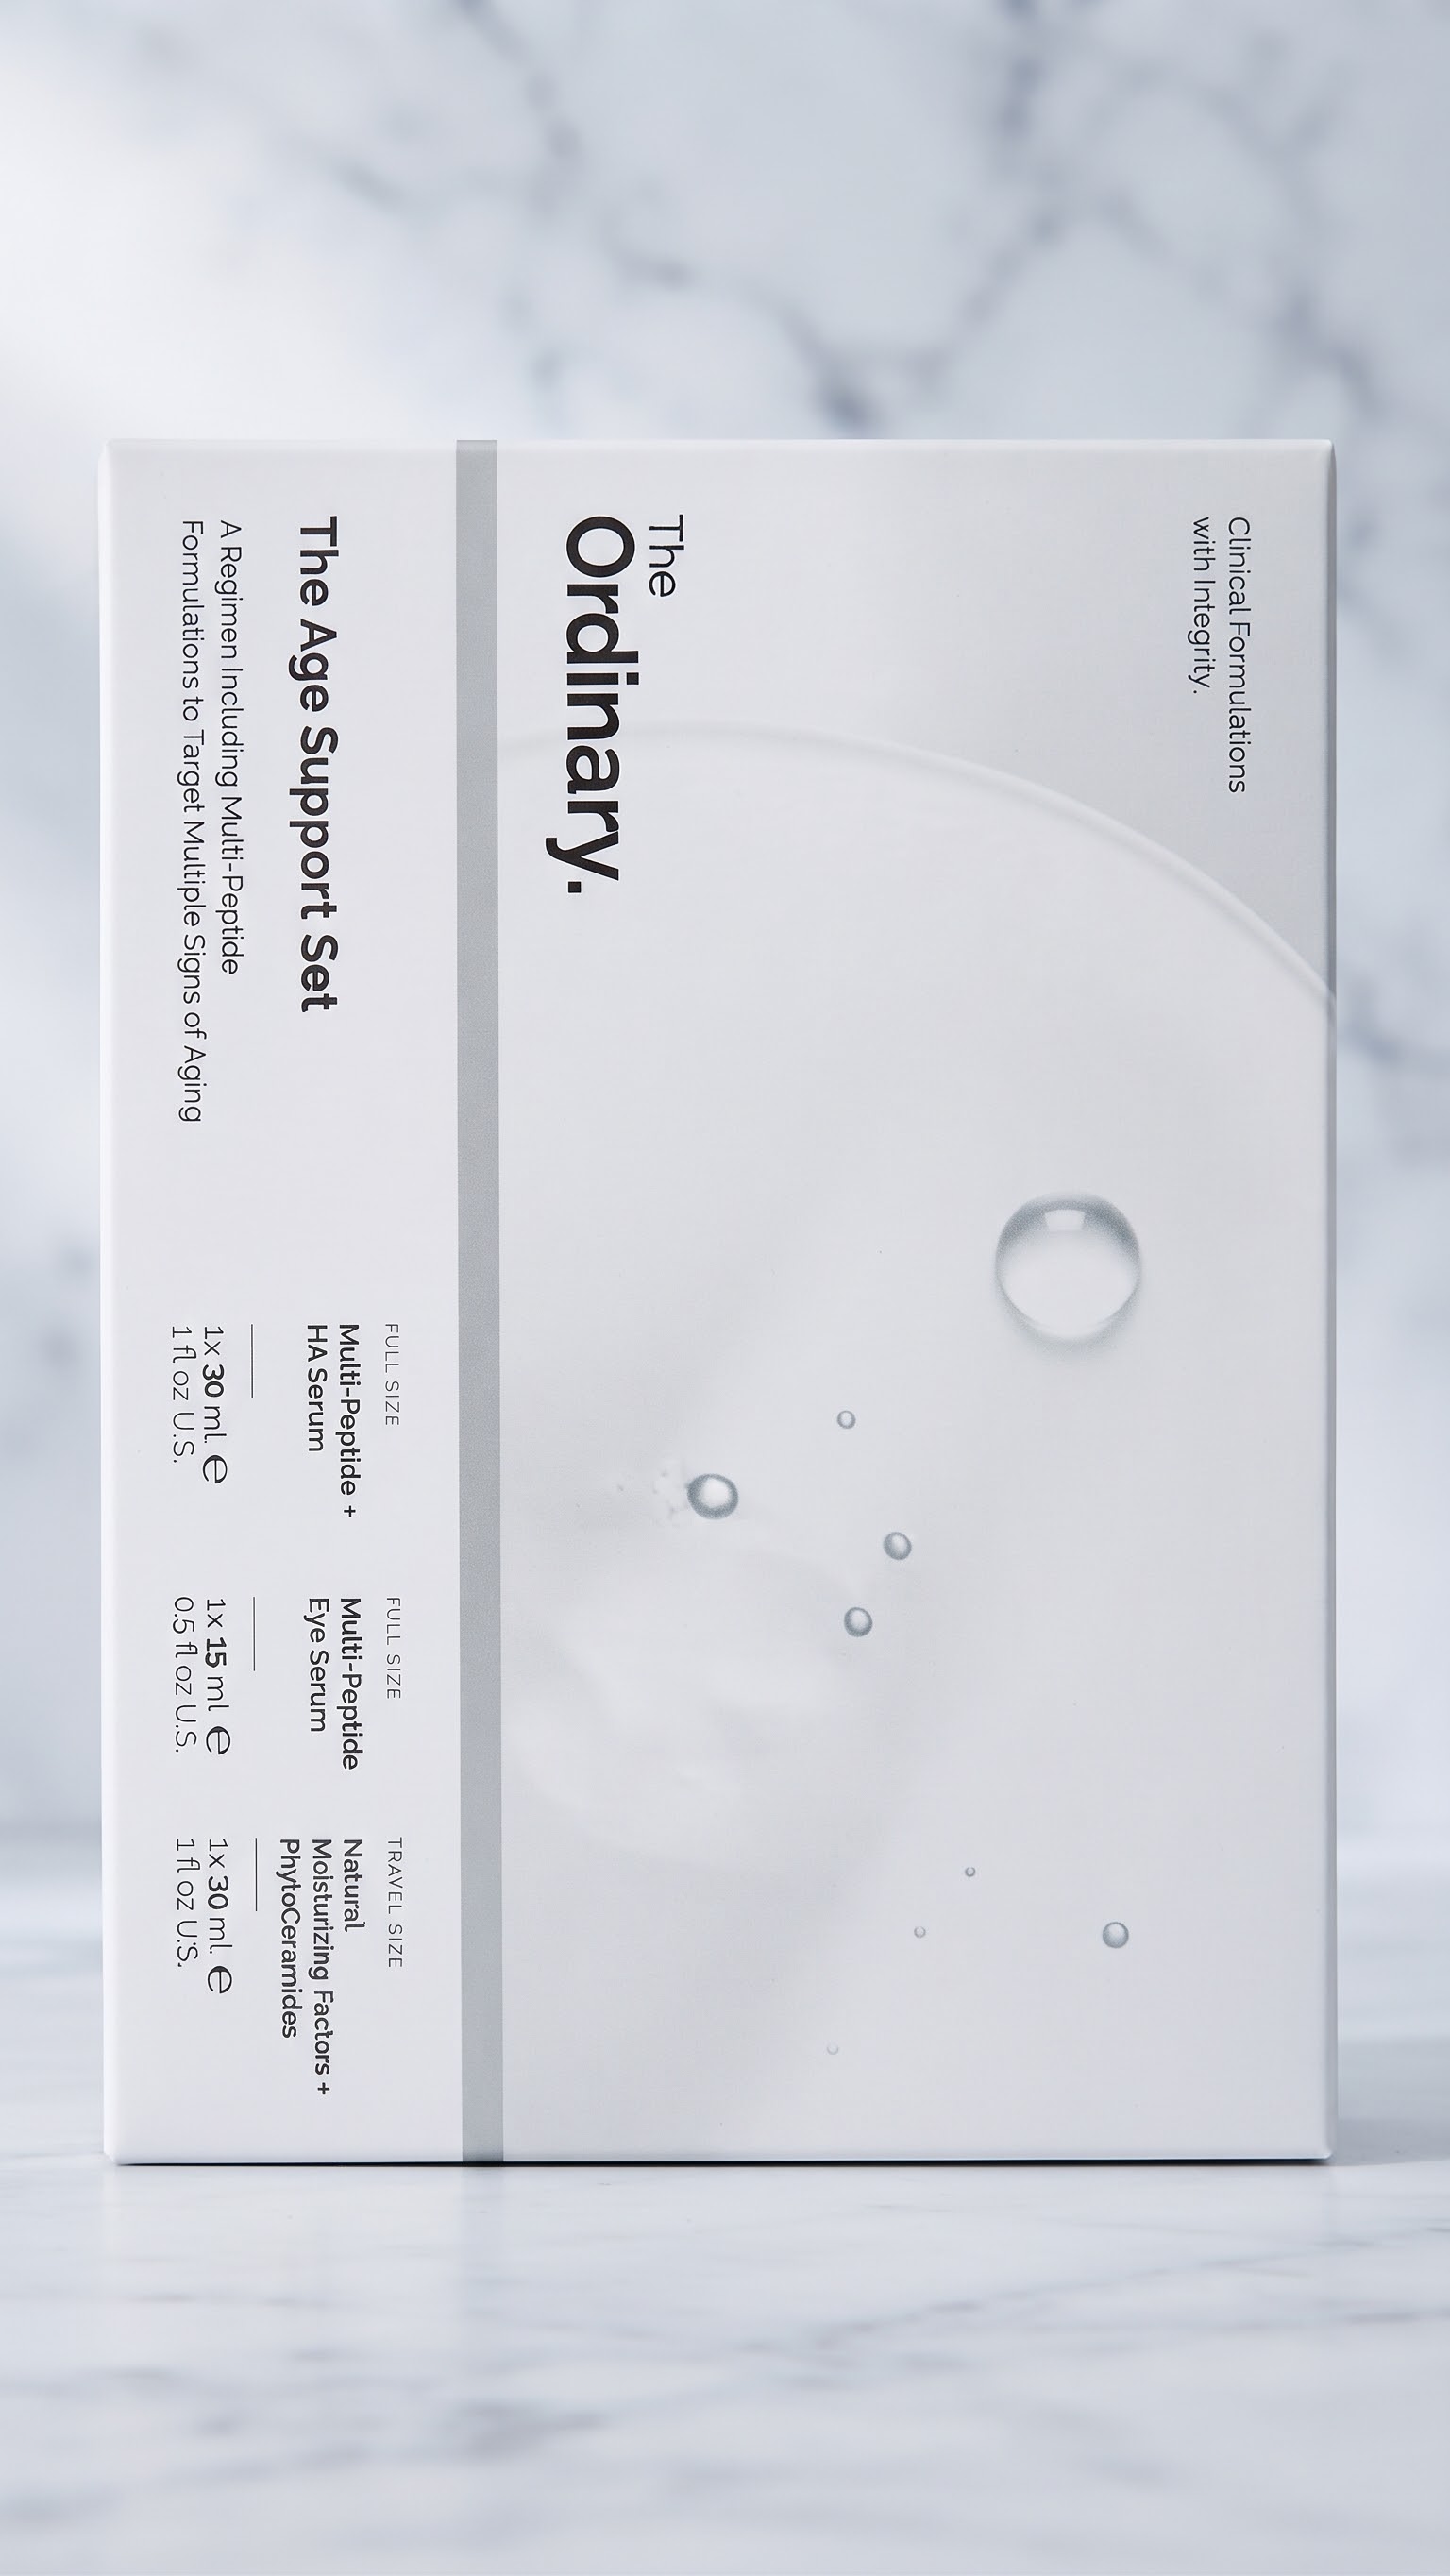 Clinical Formulations
with Integrity.
The
Ordinary.
The Age Support Set
A Regimen Including Multi-Peptide
Formulations to Target Multiple Signs of Aging
FULL SIZE
Multi-Peptide +
HA Serum
1x 30 ml ℮
1 fl oz U.S.
FULL SIZE
Multi-Peptide
Eye Serum
1x 15 ml ℮
0.5 fl oz U.S.
TRAVEL SIZE
Natural
Moisturizing Factors +
PhytoCeramides
1x 30 ml ℮
1 fl oz U.S.